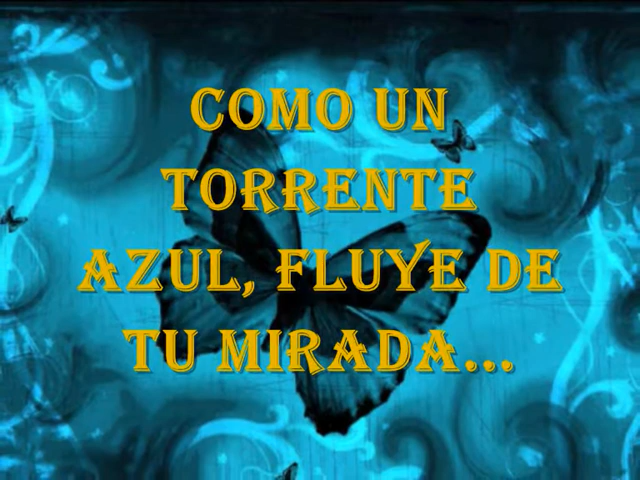 COMO UN
TORRENTE
AZUL, FLUYE DE
TU MIRADA...